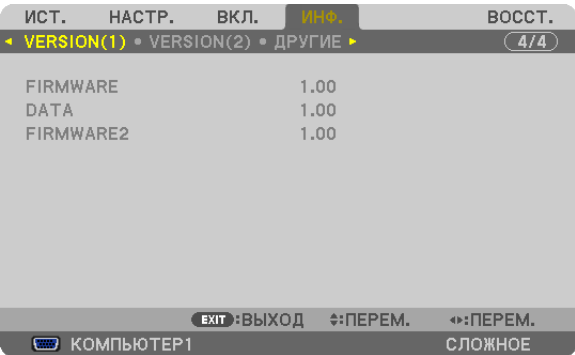 ИСТ. НАСТР. ВКЛ. ИНФ. ВОССТ.
VERSION(1) • VERSION(2) • ДРУГИЕ 4/4
FIRMWARE 1.00
DATA 1.00
FIRMWARE2 1.00
EXIT :ВЫХОД :ПЕРЕМ. :ПЕРЕМ.
КОМПЬЮТЕР1 СЛОЖНОЕ